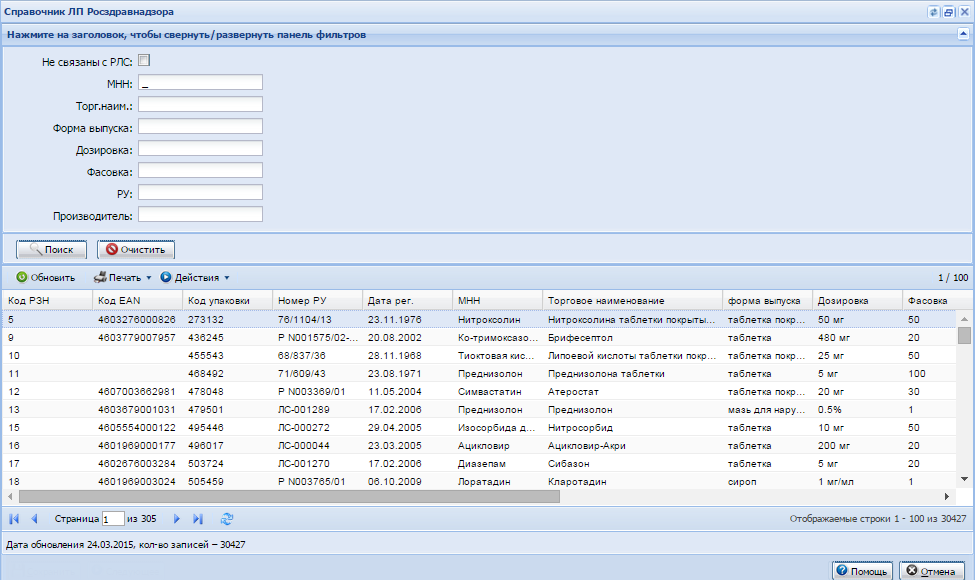 Справочник ЛП Росздравнадзора
Нажмите на заголовок, чтобы свернуть/развернуть панель фильтров
Не связаны с РЛС:
МНН: _
Торг.наим.:
Форма выпуска:
Дозировка:
Фасовка:
РУ:
Производитель:
Поиск Очистить
Обновить Печать Действия 1 / 100
Код РЗН Код EAN Код упаковки Номер РУ Дата рег. МНН Торговое наименование форма выпуска Дозировка Фасовка
5 4603276000826 273132 76/1104/13 23.11.1976 Нитроксолин Нитроксолина таблетки покрыты... таблетка покр... 50 мг 50
9 4603779007957 436245 Р N001575/02-... 20.08.2002 Ко-тримоксазо... Брифесептол таблетка 480 мг 20
10 455543 68/837/36 28.11.1968 Тиоктовая кис... Липоевой кислоты таблетки покр... таблетка покр... 25 мг 50
11 468492 71/609/43 23.08.1971 Преднизолон Преднизолона таблетки таблетка 5 мг 100
12 4607003662981 478048 Р N003369/01 11.05.2004 Симвастатин Атеростат таблетка покр... 20 мг 30
13 4603679001031 479501 ЛС-001289 17.02.2006 Преднизолон Преднизолон мазь для нару... 0.5% 1
15 4605554000122 495446 ЛС-000272 29.04.2005 Изосорбида д... Нитросорбид таблетка 10 мг 50
16 4601969000177 496017 ЛС-000044 23.03.2005 Ацикловир Ацикловир-Акри таблетка 200 мг 20
17 4602676003284 503724 ЛС-001270 17.02.2006 Диазепам Сибазон таблетка 5 мг 20
18 4601969003024 505459 Р N003765/01 06.10.2009 Лоратадин Кларотадин сироп 1 мг/мл 1
Страница 1 из 305 Отображаемые строки 1 - 100 из 30427
Дата обновления 24.03.2015, кол-во записей – 30427
Помощь Отмена